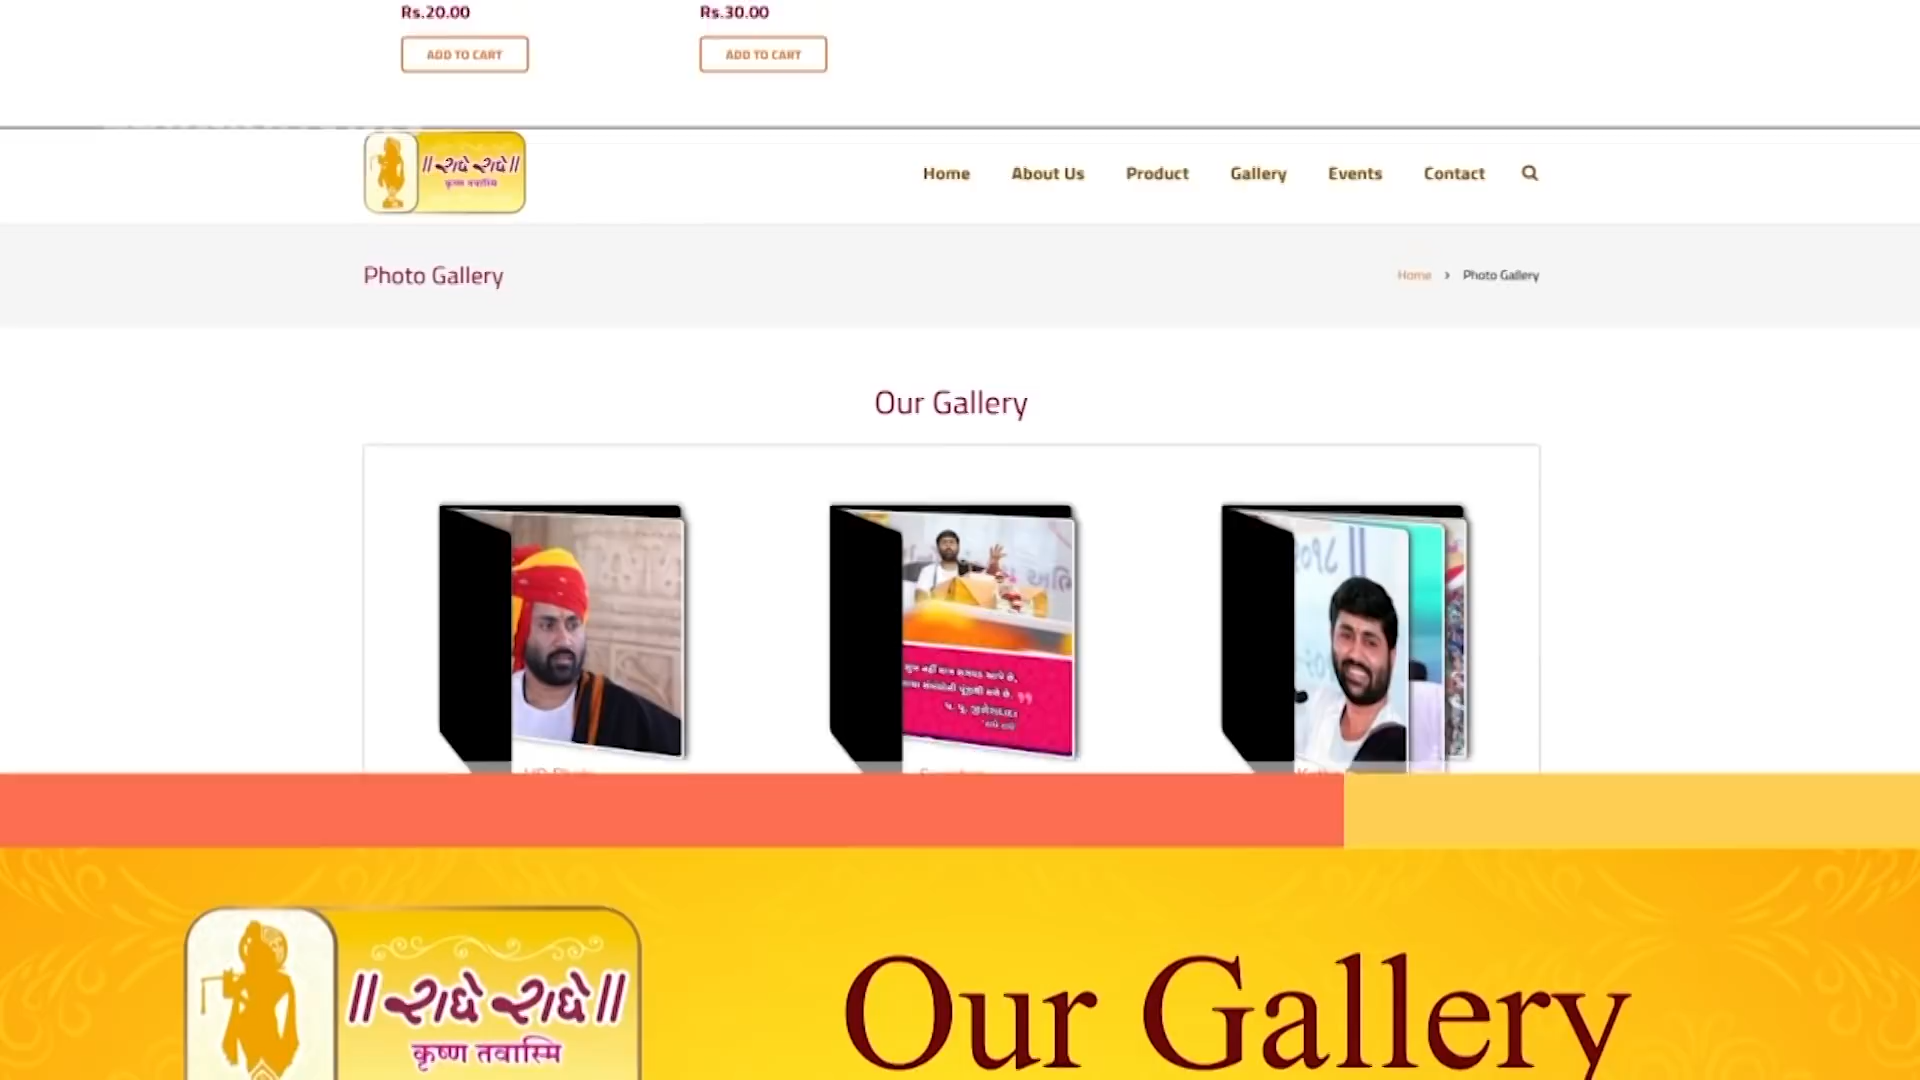 Rs.20.00 Rs.30.00
ADD TO CART ADD TO CART
॥ રાધે રાધે ॥
कृष्ण तवास्मि
Home About Us Product Gallery Events Contact
Photo Gallery
Home › Photo Gallery
Our Gallery
॥ રાધે રાધે ॥
कृष्ण तवास्मि
Our Gallery